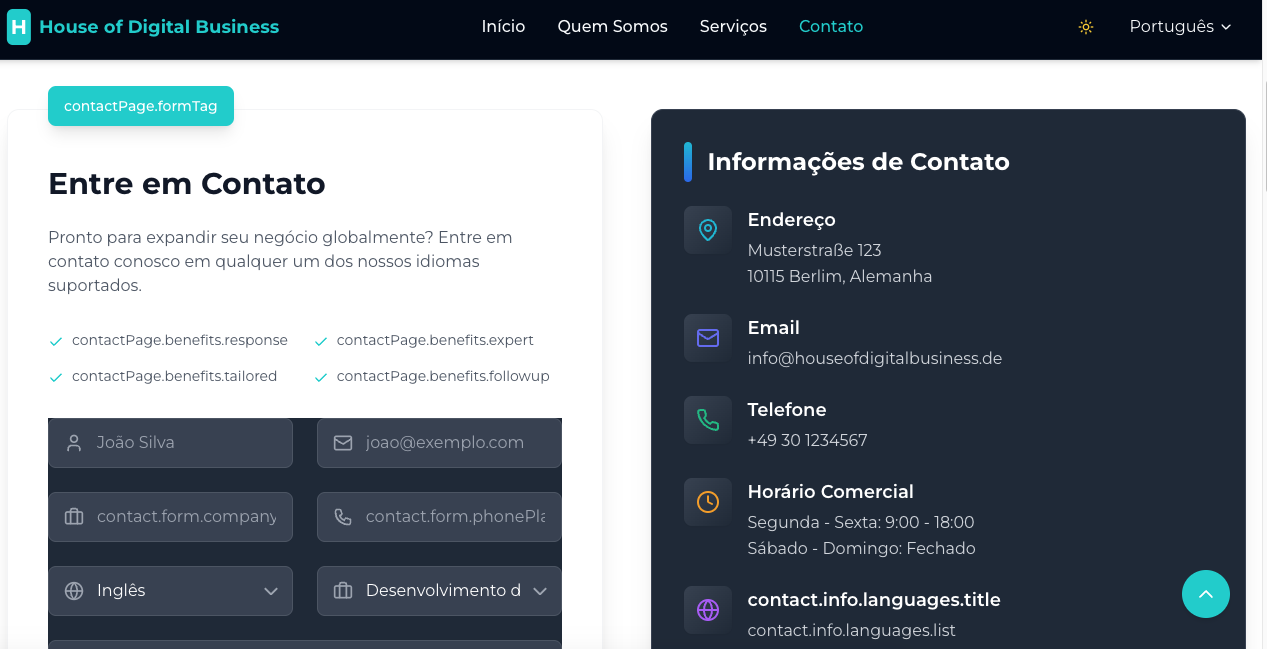 H House of Digital Business
Início Quem Somos Serviços Contato
Português
contactPage.formTag
Entre em Contato
Pronto para expandir seu negócio globalmente? Entre em
contato conosco em qualquer um dos nossos idiomas
suportados.
contactPage.benefits.response contactPage.benefits.expert
contactPage.benefits.tailored contactPage.benefits.followup
João Silva joao@exemplo.com
contact.form.company contact.form.phonePla
Inglês Desenvolvimento d
Informações de Contato
Endereço
Musterstraße 123
10115 Berlim, Alemanha
Email
info@houseofdigitalbusiness.de
Telefone
+49 30 1234567
Horário Comercial
Segunda - Sexta: 9:00 - 18:00
Sábado - Domingo: Fechado
contact.info.languages.title
contact.info.languages.list